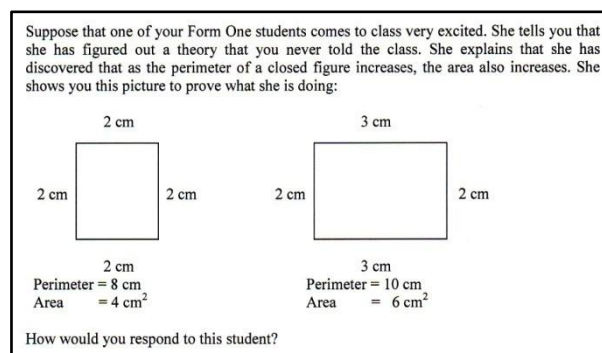 Suppose that one of your Form One students comes to class very excited. She tells you that
she has figured out a theory that you never told the class. She explains that she has
discovered that as the perimeter of a closed figure increases, the area also increases. She
shows you this picture to prove what she is doing:
2 cm 3 cm
2 cm 2 cm 2 cm 2 cm
2 cm 3 cm
Perimeter = 8 cm Perimeter = 10 cm
Area = 4 cm² Area = 6 cm²
How would you respond to this student?